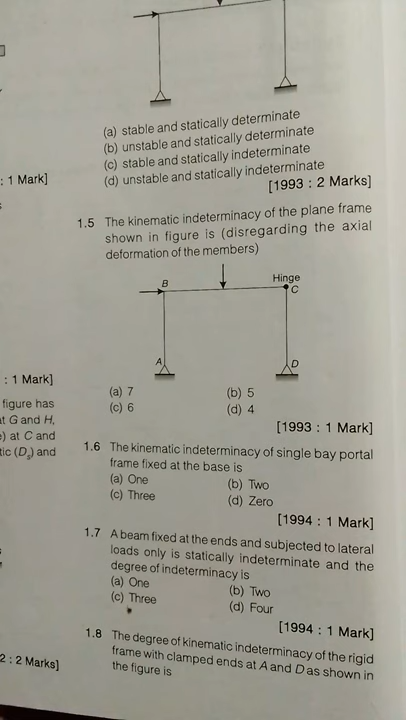 (a) stable and statically determinate
(b) unstable and statically determinate
(c) stable and statically indeterminate
(d) unstable and statically indeterminate
: 1 Mark]
[1993 : 2 Marks]
1.5 The kinematic indeterminacy of the plane frame
shown in figure is (disregarding the axial
deformation of the members)
B
Hinge
C
A
D
(a) 7 (b) 5
(c) 6 (d) 4
[1993 : 1 Mark]
: 1 Mark]
figure has
at G and H,
e) at C and
tic (Ds) and
1.6 The kinematic indeterminacy of single bay portal
frame fixed at the base is
(a) One (b) Two
(c) Three (d) Zero
[1994 : 1 Mark]
1.7 A beam fixed at the ends and subjected to lateral
loads only is statically indeterminate and the
degree of indeterminacy is
(a) One (b) Two
(c) Three (d) Four
[1994 : 1 Mark]
2 : 2 Marks]
1.8 The degree of kinematic indeterminacy of the rigid
frame with clamped ends at A and D as shown in
the figure is